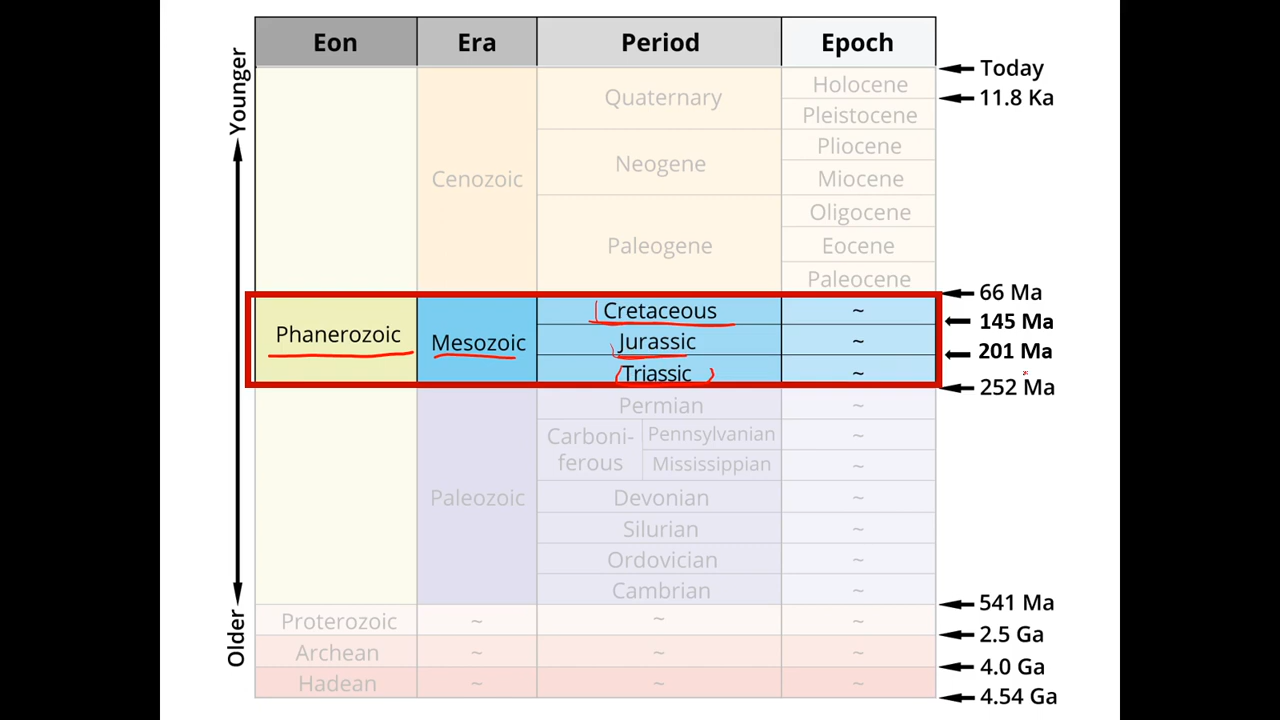 Eon Era Period Epoch
Younger
Today
Quaternary Holocene
11.8 Ka
Pleistocene
Cenozoic Neogene Pliocene
Miocene
Paleogene Oligocene
Eocene
Paleocene
66 Ma
Phanerozoic Mesozoic Cretaceous ~
145 Ma
Jurassic ~
201 Ma
Triassic ~
252 Ma
Paleozoic Permian ~
Carboni-
ferous Pennsylvanian ~
Mississippian ~
Devonian ~
Silurian ~
Ordovician ~
Cambrian ~
541 Ma
Proterozoic ~ ~ ~
2.5 Ga
Older
Archean ~ ~ ~
4.0 Ga
Hadean ~ ~ ~
4.54 Ga